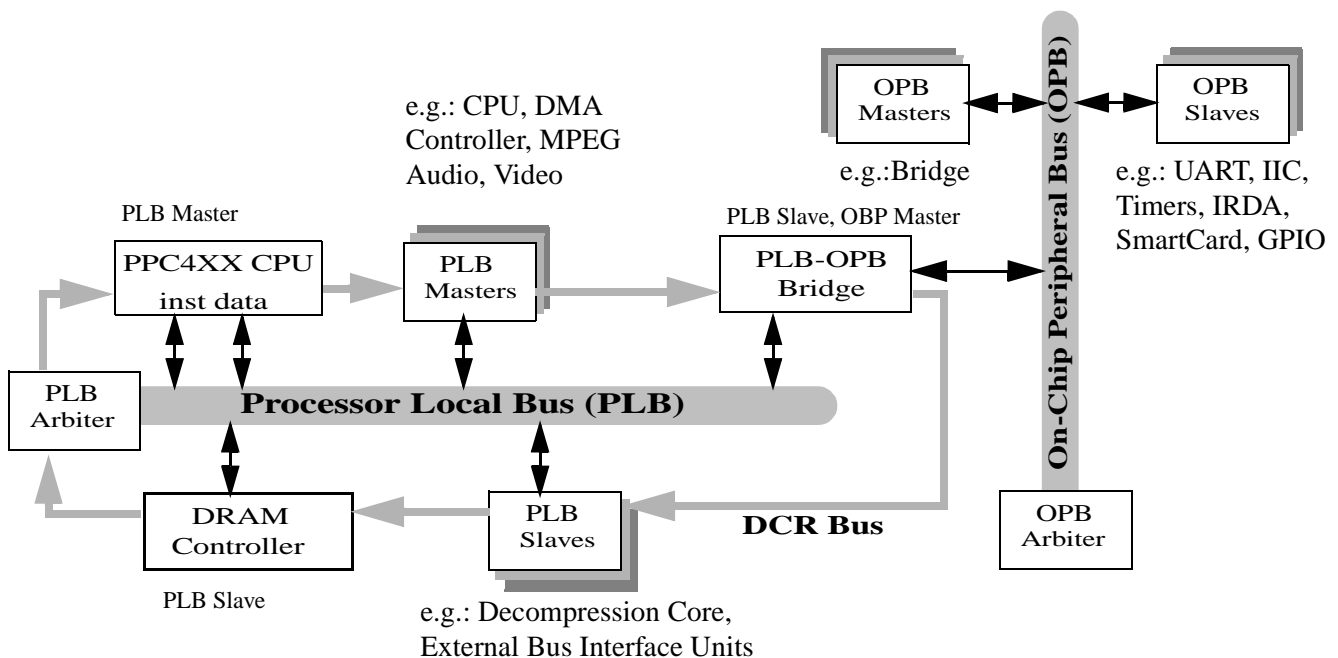 OPB
Masters
OPB
Slaves
On-Chip Peripheral Bus (OPB)
e.g.: CPU, DMA
Controller, MPEG
Audio, Video
e.g.:Bridge
e.g.: UART, IIC,
Timers, IRDA,
SmartCard, GPIO
PLB Master
PLB Slave, OBP Master
PPC4XX CPU
inst data
PLB
Masters
PLB-OPB
Bridge
PLB
Arbiter
Processor Local Bus (PLB)
DRAM
Controller
PLB
Slaves
DCR Bus
OPB
Arbiter
PLB Slave
e.g.: Decompression Core,
External Bus Interface Units